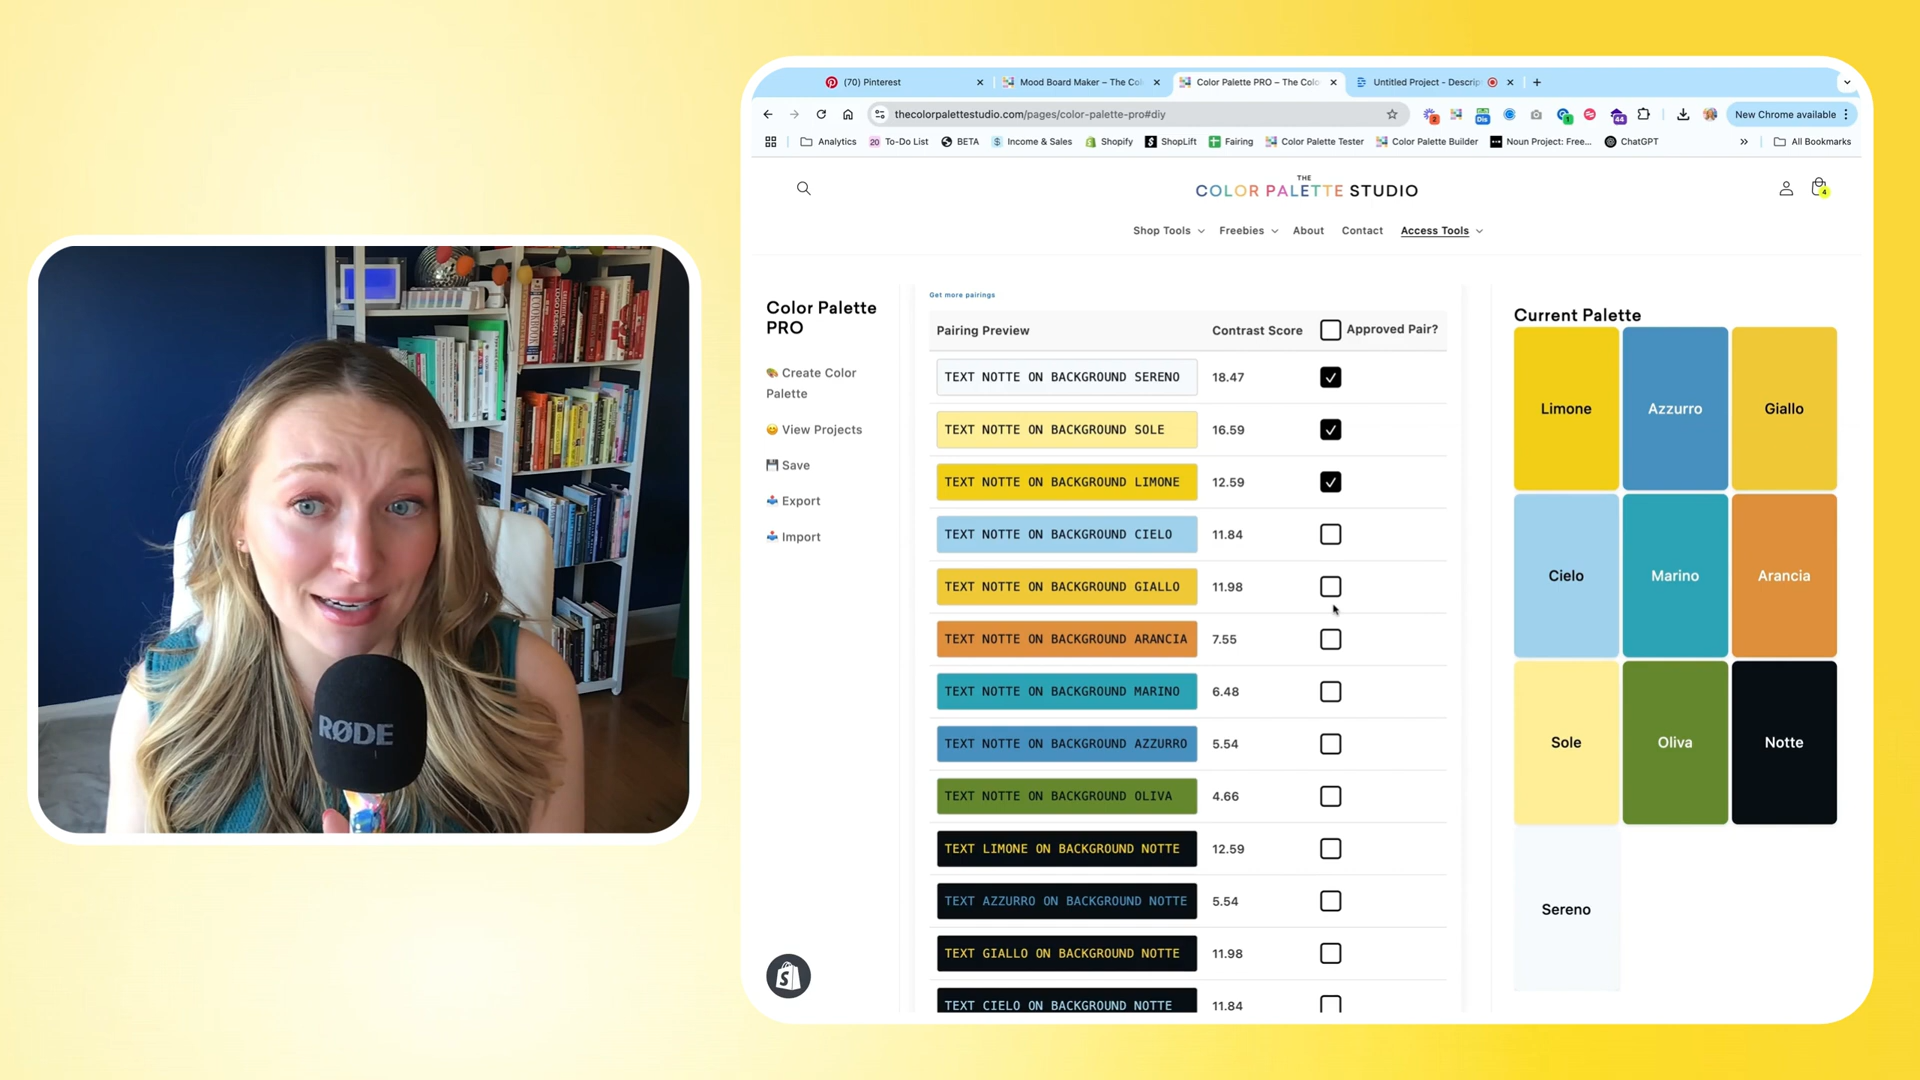 (70) Pinterest
Mood Board Maker – The Co
Color Palette PRO – The Colo
Untitled Project - Descrip
thecolorpalettestudio.com/pages/color-palette-pro#diy
New Chrome available
Analytics
20 To-Do List
BETA
Income & Sales
Shopify
ShopLift
Fairing
Color Palette Tester
Color Palette Builder
Noun Project: Free...
ChatGPT
All Bookmarks
THE
COLOR PALETTE STUDIO
4
Shop Tools
Freebies
About
Contact
Access Tools
Color Palette
PRO
Create Color
Palette
View Projects
Save
Export
Import
Get more pairings
Pairing Preview
Contrast Score
Approved Pair?
TEXT NOTTE ON BACKGROUND SERENO
18.47
TEXT NOTTE ON BACKGROUND SOLE
16.59
TEXT NOTTE ON BACKGROUND LIMONE
12.59
TEXT NOTTE ON BACKGROUND CIELO
11.84
TEXT NOTTE ON BACKGROUND GIALLO
11.98
TEXT NOTTE ON BACKGROUND ARANCIA
7.55
TEXT NOTTE ON BACKGROUND MARINO
6.48
TEXT NOTTE ON BACKGROUND AZZURRO
5.54
TEXT NOTTE ON BACKGROUND OLIVA
4.66
TEXT LIMONE ON BACKGROUND NOTTE
12.59
TEXT AZZURRO ON BACKGROUND NOTTE
5.54
TEXT GIALLO ON BACKGROUND NOTTE
11.98
TEXT CIELO ON BACKGROUND NOTTE
11.84
Current Palette
Limone
Azzurro
Giallo
Cielo
Marino
Arancia
Sole
Oliva
Notte
Sereno
RØDE